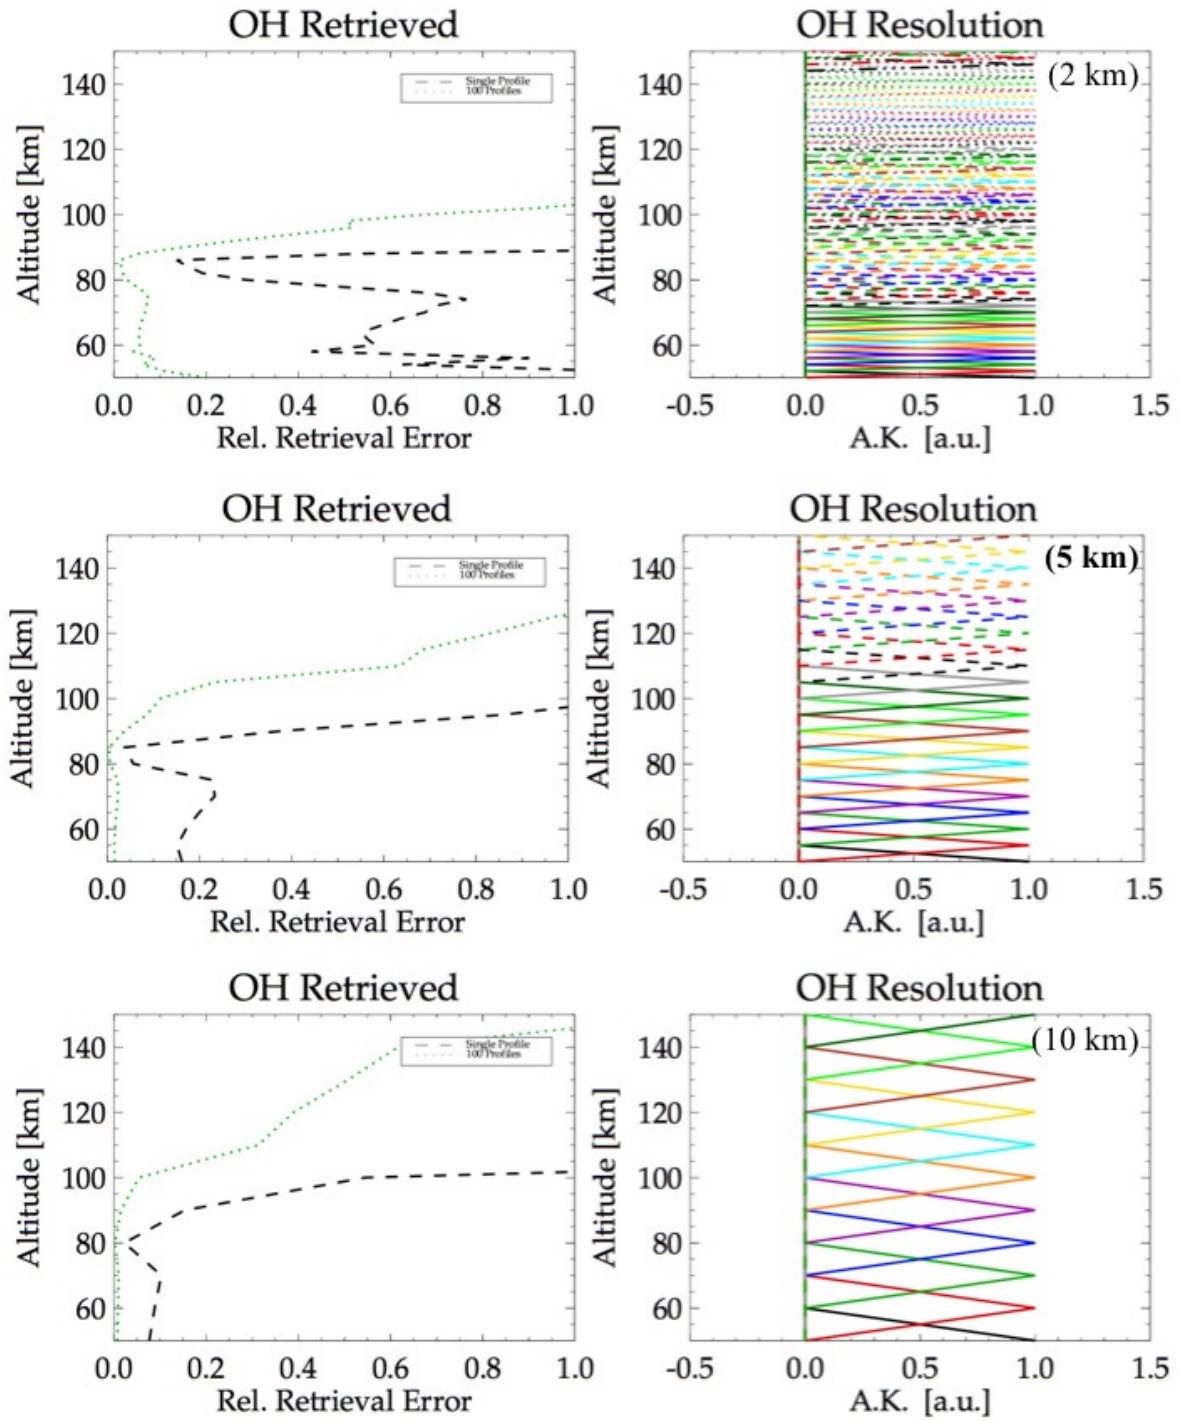 OH Retrieved
OH Resolution
140
120
100
80
60
Altitude [km]
Single Profile
100 Profiles
0.0 0.2 0.4 0.6 0.8 1.0
Rel. Retrieval Error
140
120
100
80
60
Altitude [km]
(2 km)
-0.5 0.0 0.5 1.0 1.5
A.K. [a.u.]
OH Retrieved
OH Resolution
140
120
100
80
60
Altitude [km]
Single Profile
100 Profiles
0.0 0.2 0.4 0.6 0.8 1.0
Rel. Retrieval Error
140
120
100
80
60
Altitude [km]
(5 km)
-0.5 0.0 0.5 1.0 1.5
A.K. [a.u.]
OH Retrieved
OH Resolution
140
120
100
80
60
Altitude [km]
Single Profile
100 Profiles
0.0 0.2 0.4 0.6 0.8 1.0
Rel. Retrieval Error
140
120
100
80
60
Altitude [km]
(10 km)
-0.5 0.0 0.5 1.0 1.5
A.K. [a.u.]